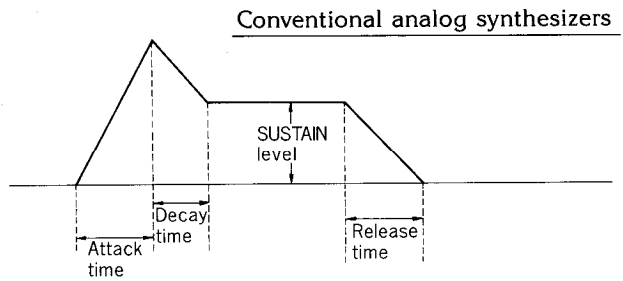 Conventional analog synthesizers
SUSTAIN
level
Decay
time
Attack
time
Release
time